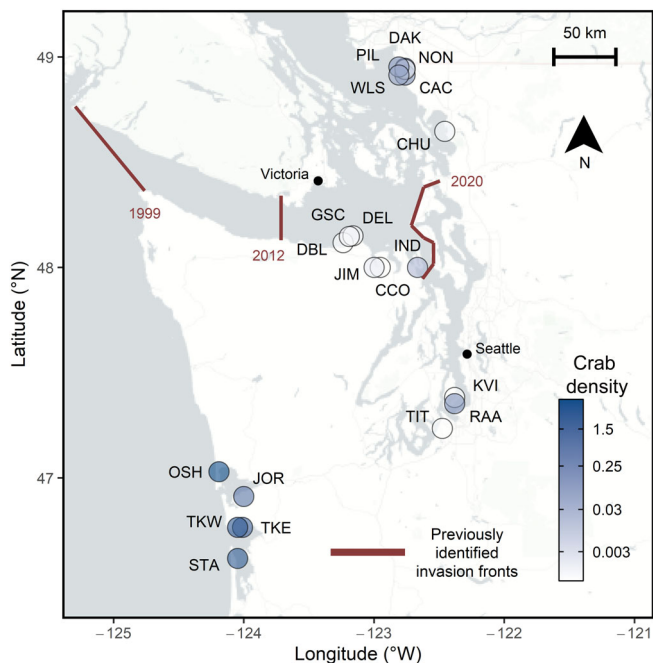 DAK
49
PIL
NON
50 km
WLS
CAC
CHU
N
Victoria
2020
1999
GSC
DEL
2012
DBL
IND
48
JIM
CCO
Latitude (°N)
Seattle
KVI
Crab
density
TIT
RAA
1.5
OSH
JOR
0.25
47
TKW
TKE
0.03
Previously
identified
invasion fronts
STA
0.003
−125
−124
−123
−122
−121
Longitude (°W)